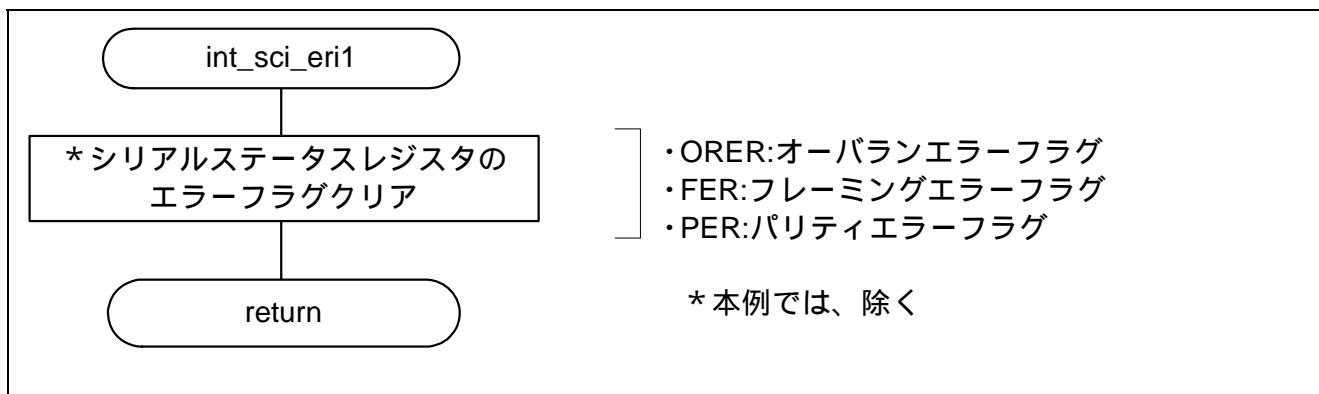 int_sci_eri1
*シリアルステータスレジスタの
エラーフラグクリア
・ORER:オーバランエラーフラグ
・FER:フレーミングエラーフラグ
・PER:パリティエラーフラグ
return
*本例では、除く